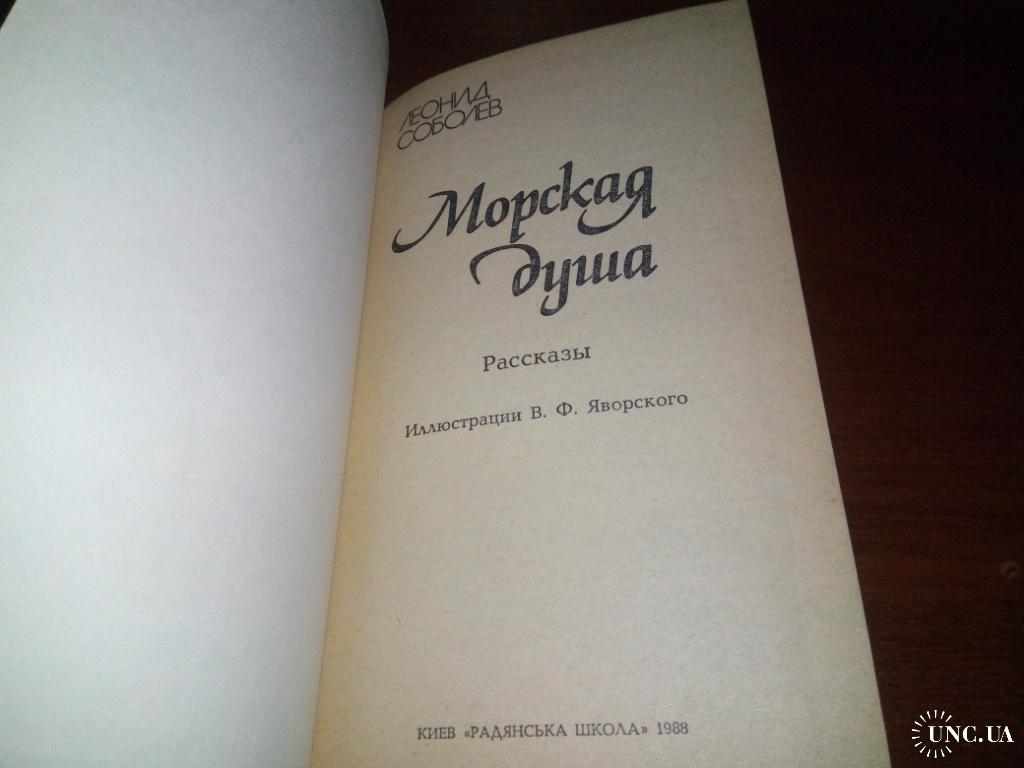 ЛЕОНИД
СОБОЛЕВ
Морская
душа
Рассказы
Иллюстрации В. Ф. Яворского
КИЕВ «РАДЯНСЬКА ШКОЛА» 1988
UNC.UA